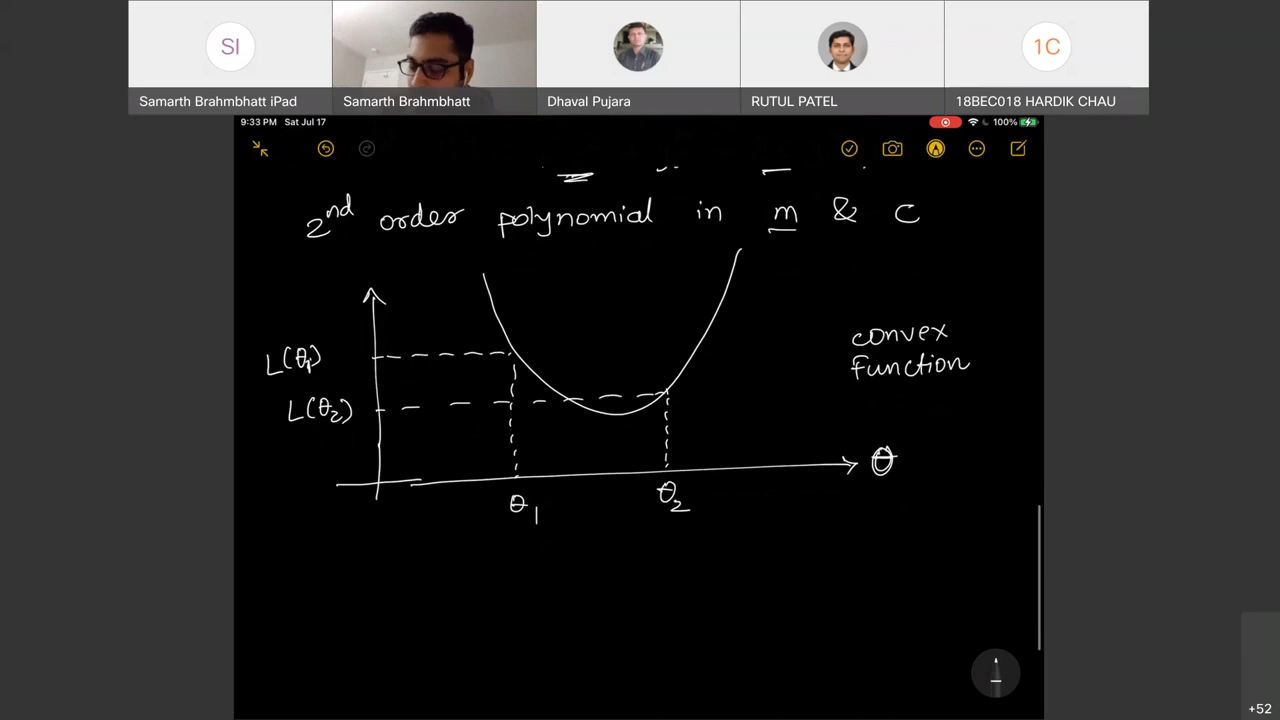 SI
1C
Samarth Brahmbhatt iPad
Samarth Brahmbhatt
Dhaval Pujara
RUTUL PATEL
18BEC018 HARDIK CHAU
9:33 PM Sat Jul 17
100%
2nd order polynomial in m & c
L(θ1)
L(θ2)
convex
function
θ
θ1
θ2
+52